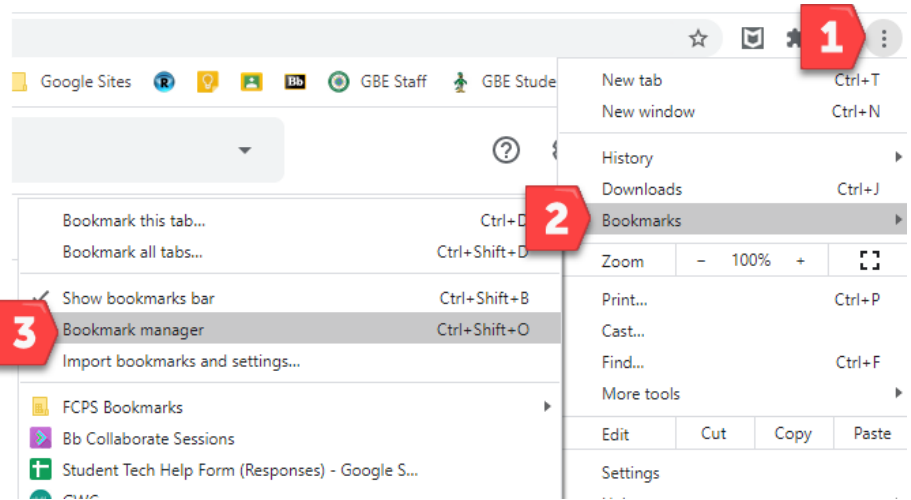 1
Google Sites
Bb
GBE Staff
GBE Stude
New tab Ctrl+T
New window Ctrl+N
History
Downloads Ctrl+J
2
Bookmarks
Zoom - 100% +
Print... Ctrl+P
Cast...
Find... Ctrl+F
More tools
Edit Cut Copy Paste
Settings
Bookmark this tab... Ctrl+D
Bookmark all tabs... Ctrl+Shift+D
Show bookmarks bar Ctrl+Shift+B
3
Bookmark manager Ctrl+Shift+O
Import bookmarks and settings...
FCPS Bookmarks
Bb Collaborate Sessions
Student Tech Help Form (Responses) - Google S...